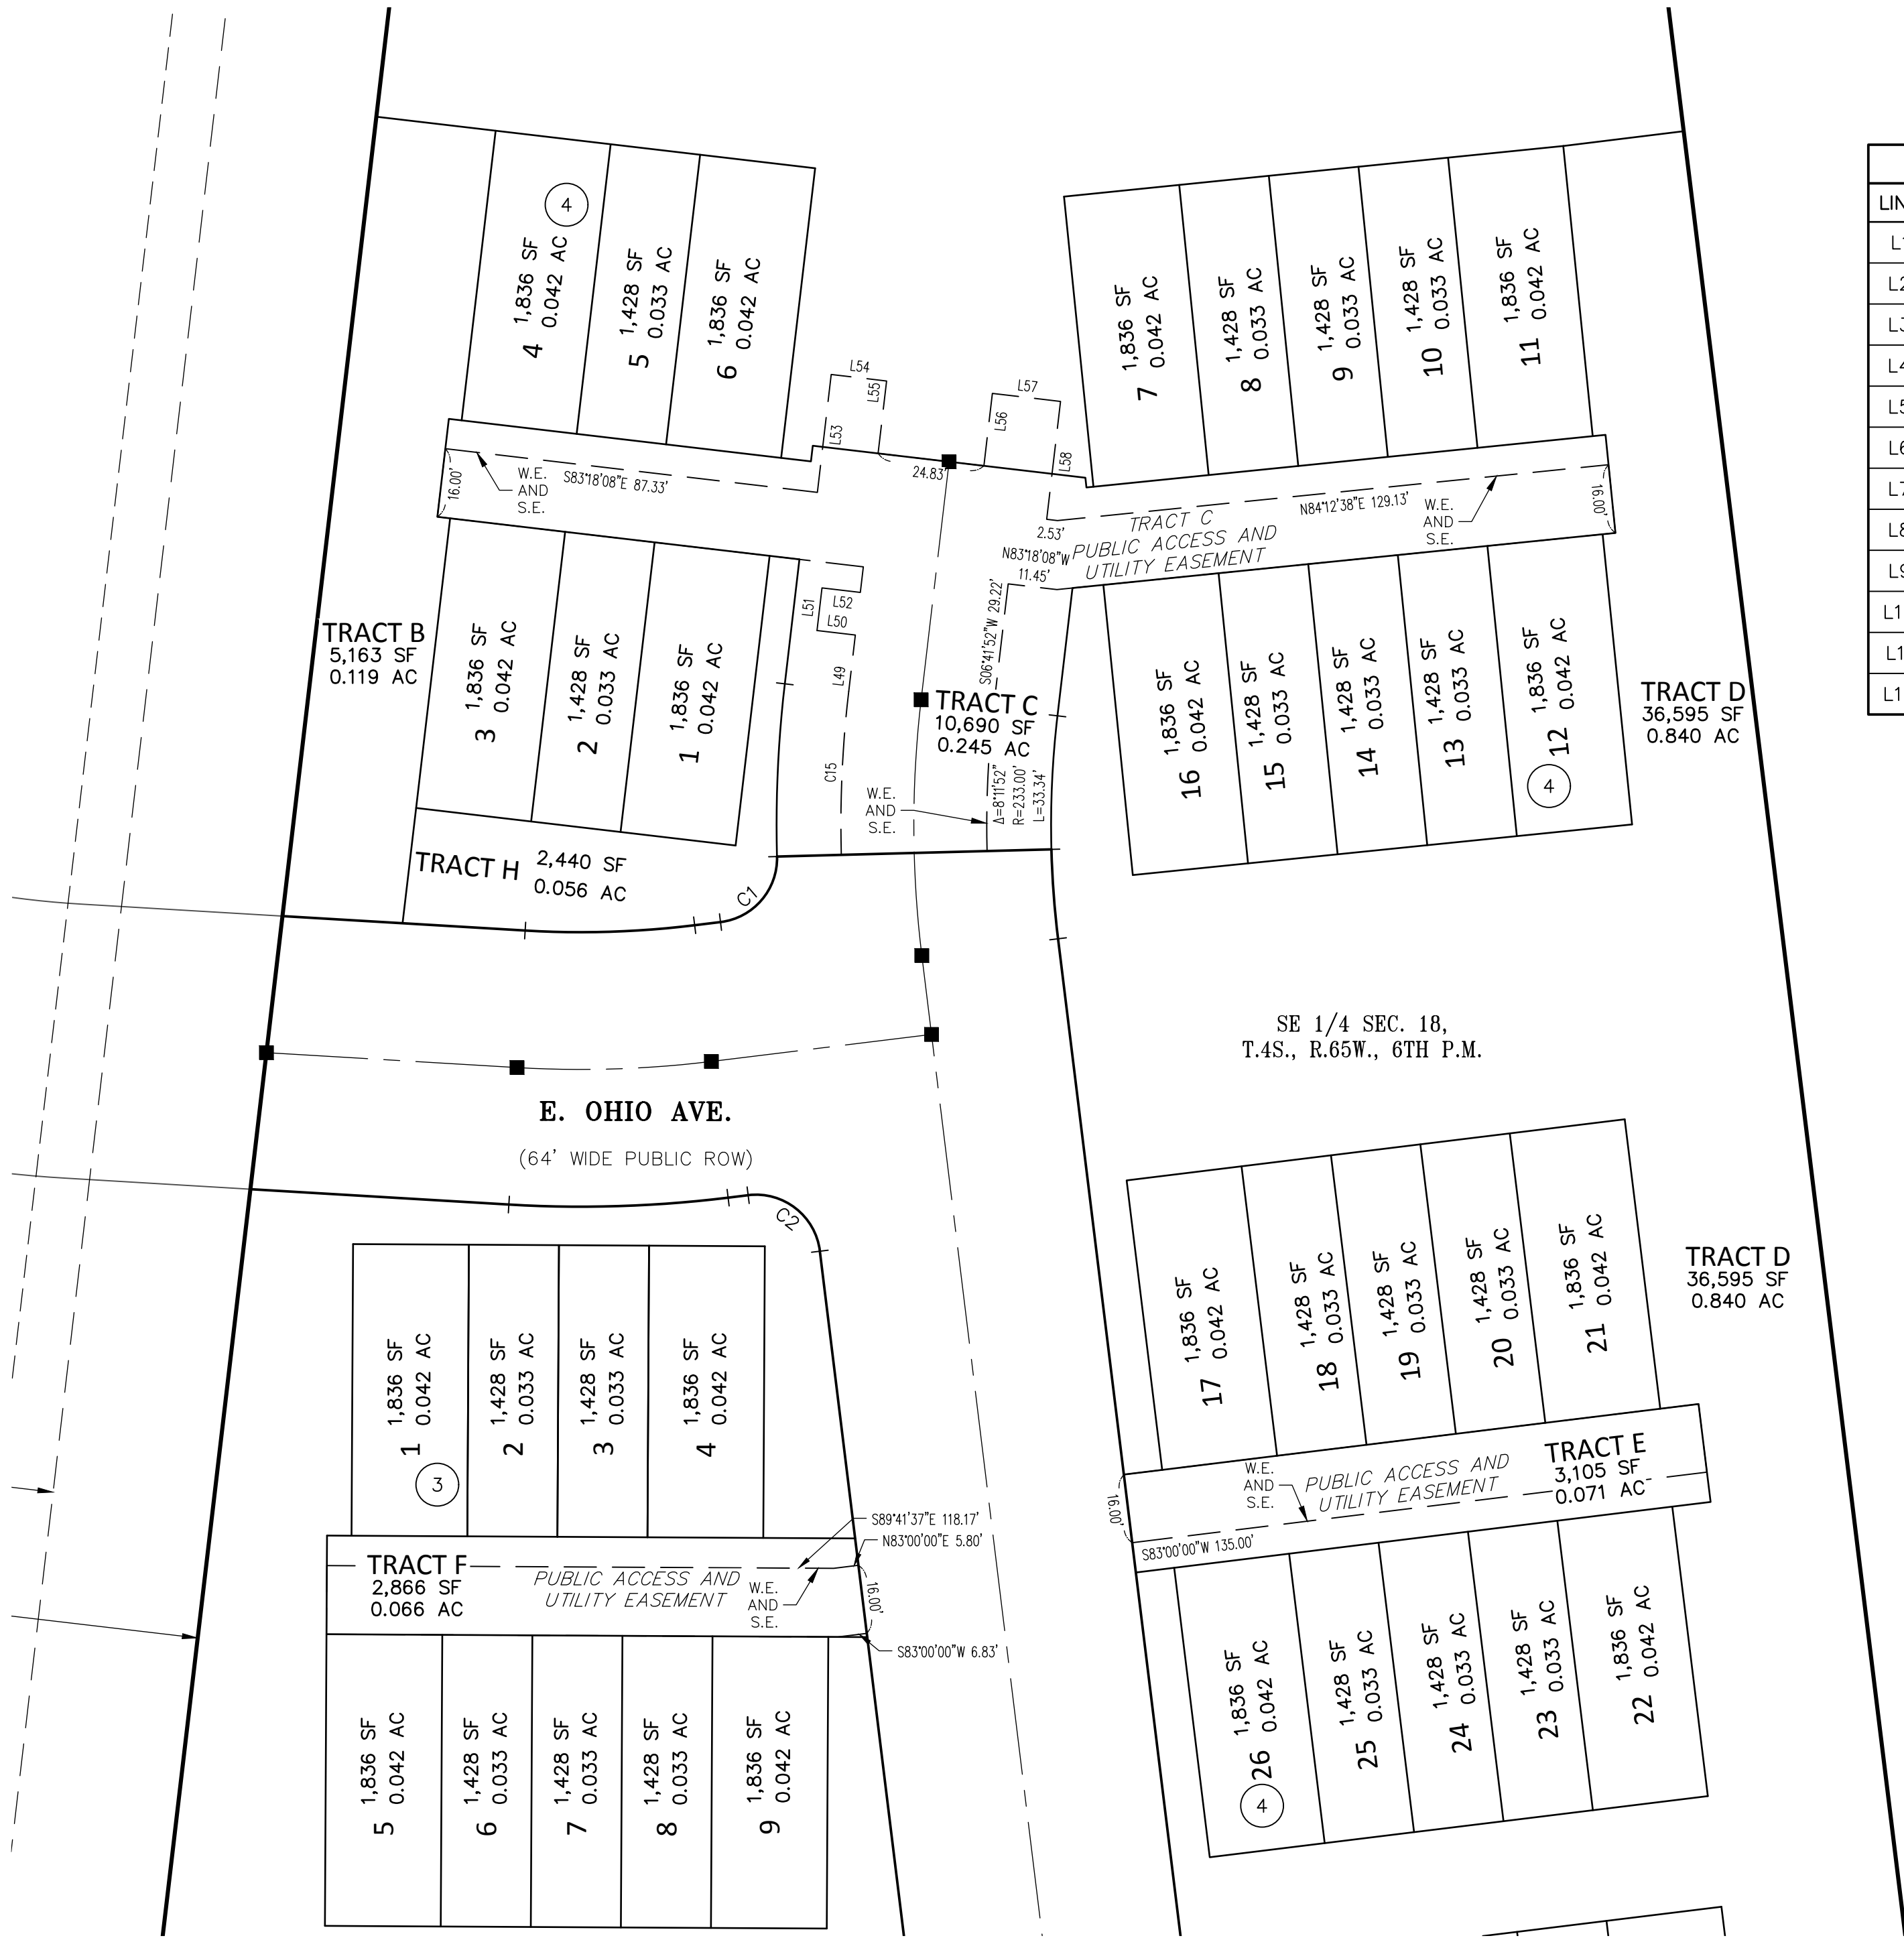 4
1,836 SF
0.042 AC
4
1,428 SF
0.033 AC
5
1,836 SF
0.042 AC
6
1,836 SF
0.042 AC
7
1,428 SF
0.033 AC
8
1,428 SF
0.033 AC
9
1,428 SF
0.033 AC
10
1,836 SF
0.042 AC
11
LIN
L1
L2
L3
L4
L5
L6
L7
L8
L9
L1
L1
L1
L54
L55
L53
L57
L56
L58
24.83'
16.00'
W.E.
AND
S.E.
S83°18'08"E 87.33'
N84°12'38"E 129.13'
W.E.
AND
S.E.
16.00'
2.53'
N83°18'08"W
11.45'
TRACT C
PUBLIC ACCESS AND
UTILITY EASEMENT
S06°41'52"W 29.22'
L51
L52
L50
L49
C15
TRACT B
5,163 SF
0.119 AC
1,836 SF
0.042 AC
3
1,428 SF
0.033 AC
2
1,836 SF
0.042 AC
1
TRACT C
10,690 SF
0.245 AC
W.E.
AND
S.E.
Δ=8°11'52"
R=233.00'
L=33.34'
1,836 SF
0.042 AC
16
1,428 SF
0.033 AC
15
1,428 SF
0.033 AC
14
1,428 SF
0.033 AC
13
1,836 SF
0.042 AC
12
4
TRACT D
36,595 SF
0.840 AC
TRACT H
2,440 SF
0.056 AC
C1
SE 1/4 SEC. 18,
T.4S., R.65W., 6TH P.M.
E. OHIO AVE.
(64' WIDE PUBLIC ROW)
C2
1,836 SF
0.042 AC
1
3
1,428 SF
0.033 AC
2
1,428 SF
0.033 AC
3
1,836 SF
0.042 AC
4
1,836 SF
0.042 AC
17
1,428 SF
0.033 AC
18
1,428 SF
0.033 AC
19
1,428 SF
0.033 AC
20
1,836 SF
0.042 AC
21
TRACT D
36,595 SF
0.840 AC
W.E.
AND
S.E.
PUBLIC ACCESS AND
UTILITY EASEMENT
TRACT E
3,105 SF
0.071 AC
16.00'
S83°00'00"W 135.00'
S89°41'37"E 118.17'
N83°00'00"E 5.80'
TRACT F
2,866 SF
0.066 AC
PUBLIC ACCESS AND
UTILITY EASEMENT
W.E.
AND
S.E.
16.00'
S83°00'00"W 6.83'
1,836 SF
0.042 AC
5
1,428 SF
0.033 AC
6
1,428 SF
0.033 AC
7
1,428 SF
0.033 AC
8
1,836 SF
0.042 AC
9
1,836 SF
0.042 AC
26
4
1,428 SF
0.033 AC
25
1,428 SF
0.033 AC
24
1,428 SF
0.033 AC
23
1,836 SF
0.042 AC
22